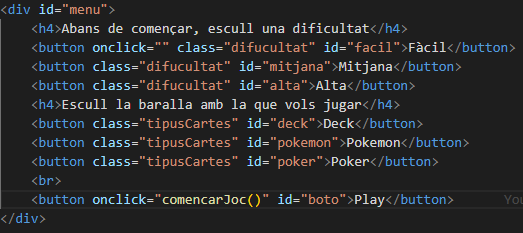 <div id="menu">
<h4>Abans de començar, escull una dificultat</h4>
<button onclick="" class="difucultat" id="facil">Fàcil</button>
<button class="difucultat" id="mitjana">Mitjana</button>
<button class="difucultat" id="alta">Alta</button>
<h4>Escull la baralla amb la que vols jugar</h4>
<button class="tipusCartes" id="deck">Deck</button>
<button class="tipusCartes" id="pokemon">Pokemon</button>
<button class="tipusCartes" id="poker">Poker</button>
<br>
<button onclick="comencarJoc()" id="boto">Play</button> You
</div>